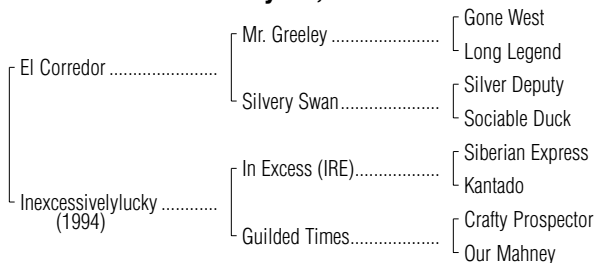 Gone West
Mr. Greeley ........................
Long Legend
El Corredor ........................
Silver Deputy
Silvery Swan......................
Sociable Duck
Siberian Express
In Excess (IRE)...................
Kantado
Inexcessivelylucky ............
(1994)
Crafty Prospector
Guilded Times....................
Our Mahney